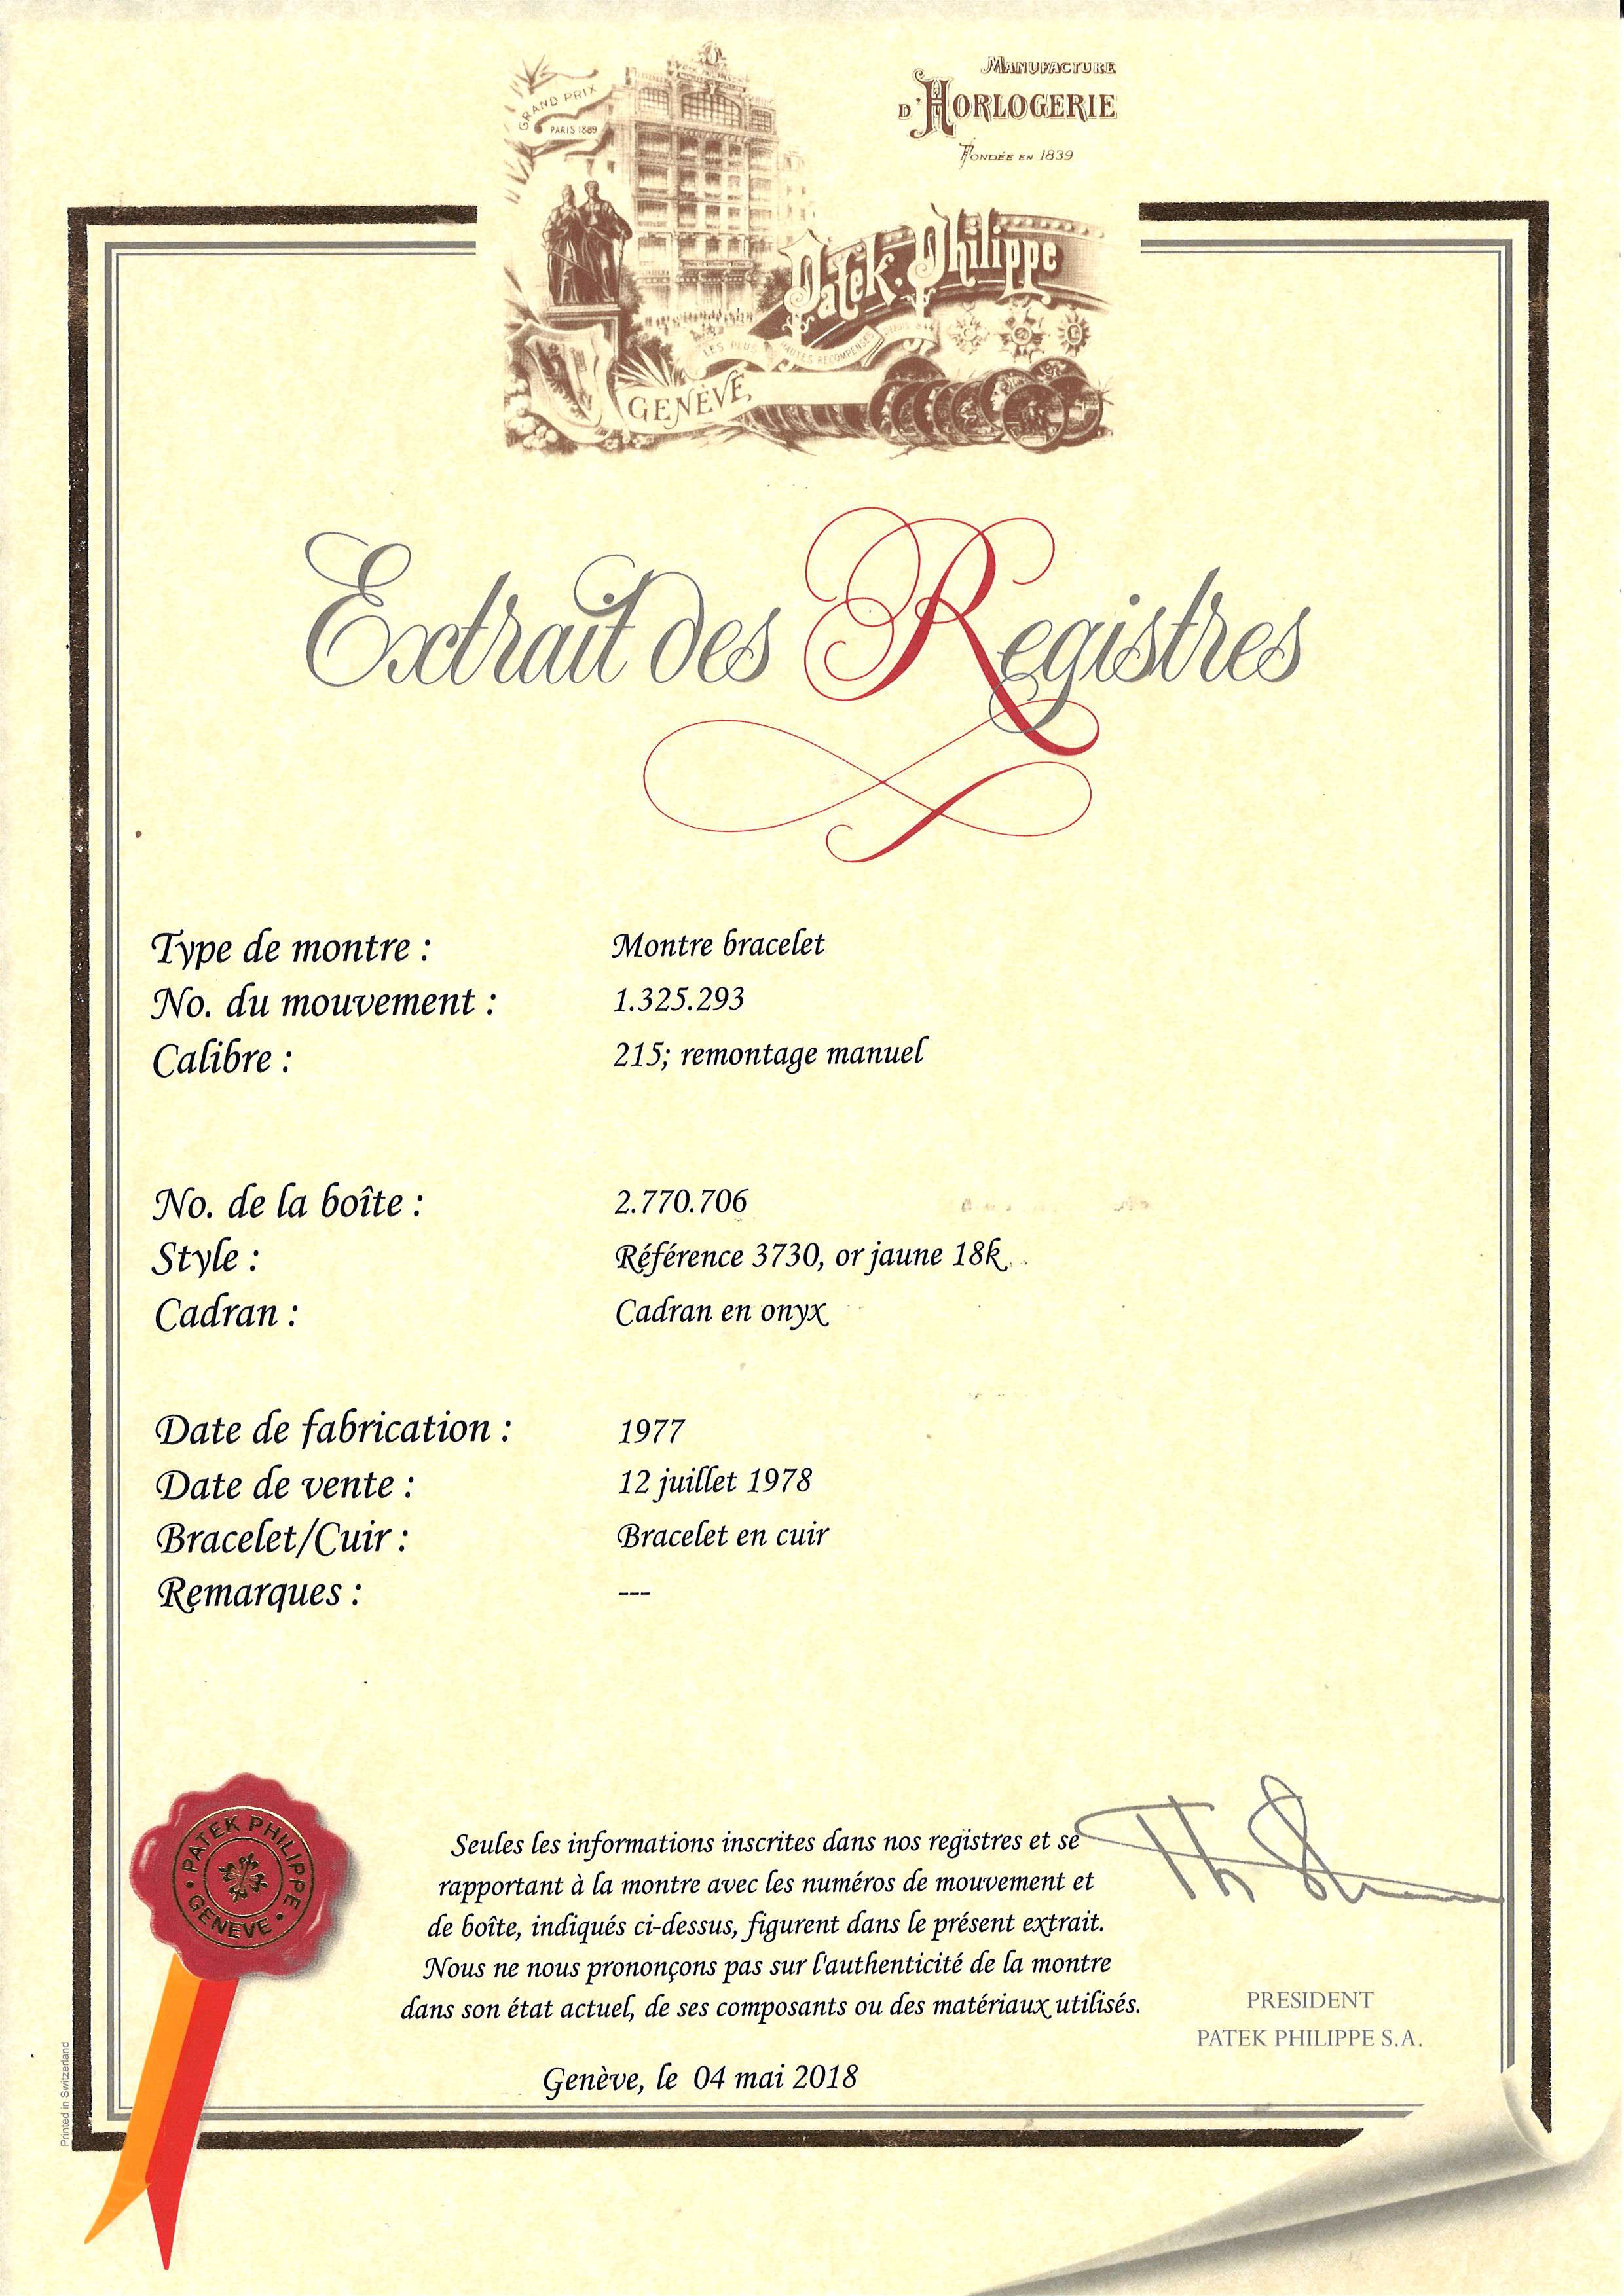 MANUFACTURE
D'HORLOGERIE
FONDÉE EN 1839
GRAND PRIX
PARIS 1889
Patek Philippe
LES PLUS HAUTES RECOMPENSES
GENÈVE
Extrait des Registres
Type de montre : Montre bracelet
No. du mouvement : 1.325.293
Calibre : 215; remontage manuel
No. de la boîte : 2.770.706
Style : Référence 3730, or jaune 18k
Cadran : Cadran en onyx
Date de fabrication : 1977
Date de vente : 12 juillet 1978
Bracelet/Cuir : Bracelet en cuir
Remarques : ---
PATEK PHILIPPE
• GENEVE •
Seules les informations inscrites dans nos registres et se
rapportant à la montre avec les numéros de mouvement et
de boîte, indiqués ci-dessus, figurent dans le présent extrait.
Nous ne nous prononçons pas sur l'authenticité de la montre
dans son état actuel, de ses composants ou des matériaux utilisés.
Genève, le 04 mai 2018
PRESIDENT
PATEK PHILIPPE S.A.
Printed in Switzerland